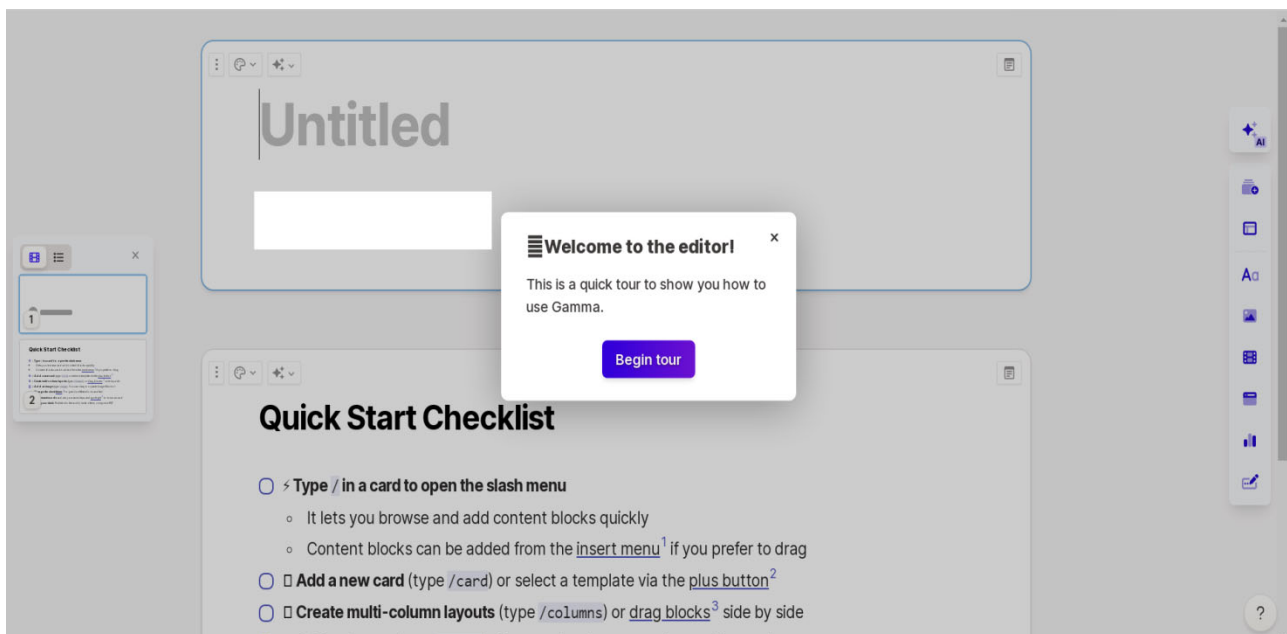 Untitled
AI
Welcome to the editor!
x
This is a quick tour to show you how to
use Gamma.
Begin tour
Aa
1
Quick Start Checklist
2
Quick Start Checklist
⚡ Type / in a card to open the slash menu
It lets you browse and add content blocks quickly
Content blocks can be added from the insert menu¹ if you prefer to drag
Add a new card (type /card) or select a template via the plus button²
Create multi-column layouts (type /columns) or drag blocks³ side by side
?